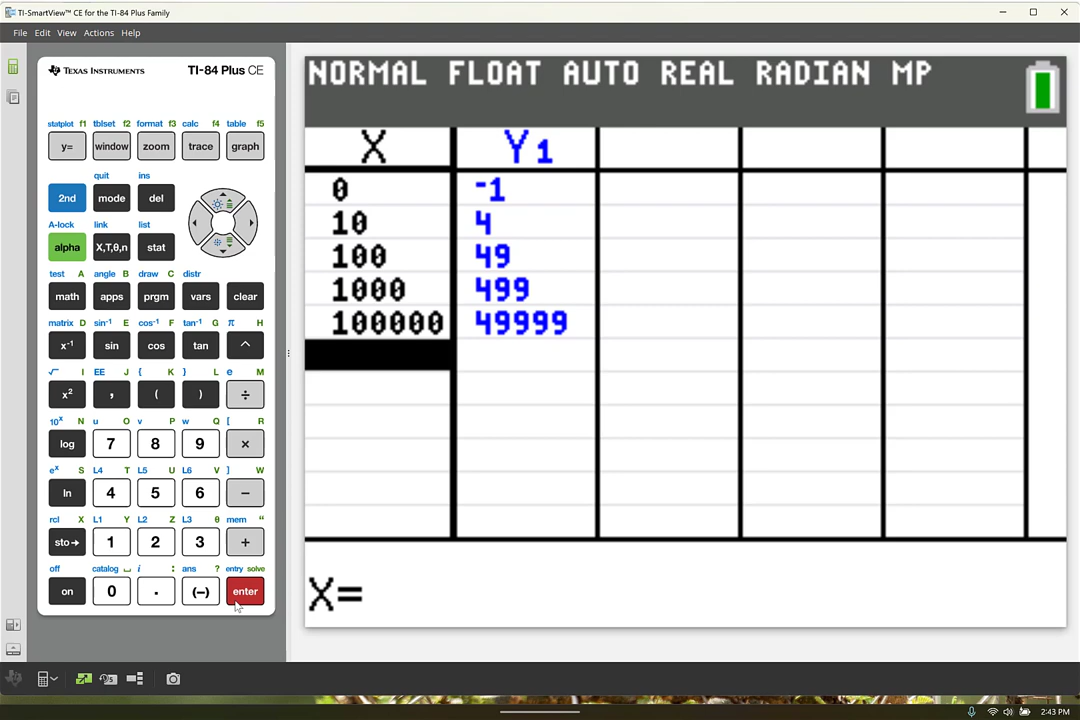 TI-SmartView™ CE for the TI-84 Plus Family
File Edit View Actions Help
TEXAS INSTRUMENTS TI-84 Plus CE
statplot f1 tblset f2 format f3 calc f4 table f5
y= window zoom trace graph
quit ins
2nd mode del
A-lock link list
alpha X,T,θ,n stat
test A angle B draw C distr
math apps prgm vars clear
matrix D sin⁻¹ E cos⁻¹ F tan⁻¹ G π H
x⁻¹ sin cos tan ^
√ I EE J { K } L e M
x² , ( ) ÷
10ˣ N u O v P w Q [ R
log 7 8 9 ×
eˣ S L4 T L5 U L6 V ] W
ln 4 5 6 −
rcl X L1 Y L2 Z L3 θ mem "
sto→ 1 2 3 +
off catalog ⎵ i : ans ? entry solve
on 0 . (−) enter
NORMAL FLOAT AUTO REAL RADIAN MP
X Y1
0 -1
10 4
100 49
1000 499
100000 49999
X=
2:43 PM